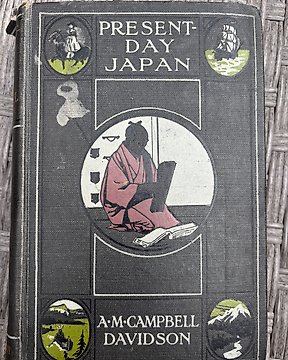 PRESENT-
DAY
JAPAN
A·M·CAMPBELL
DAVIDSON